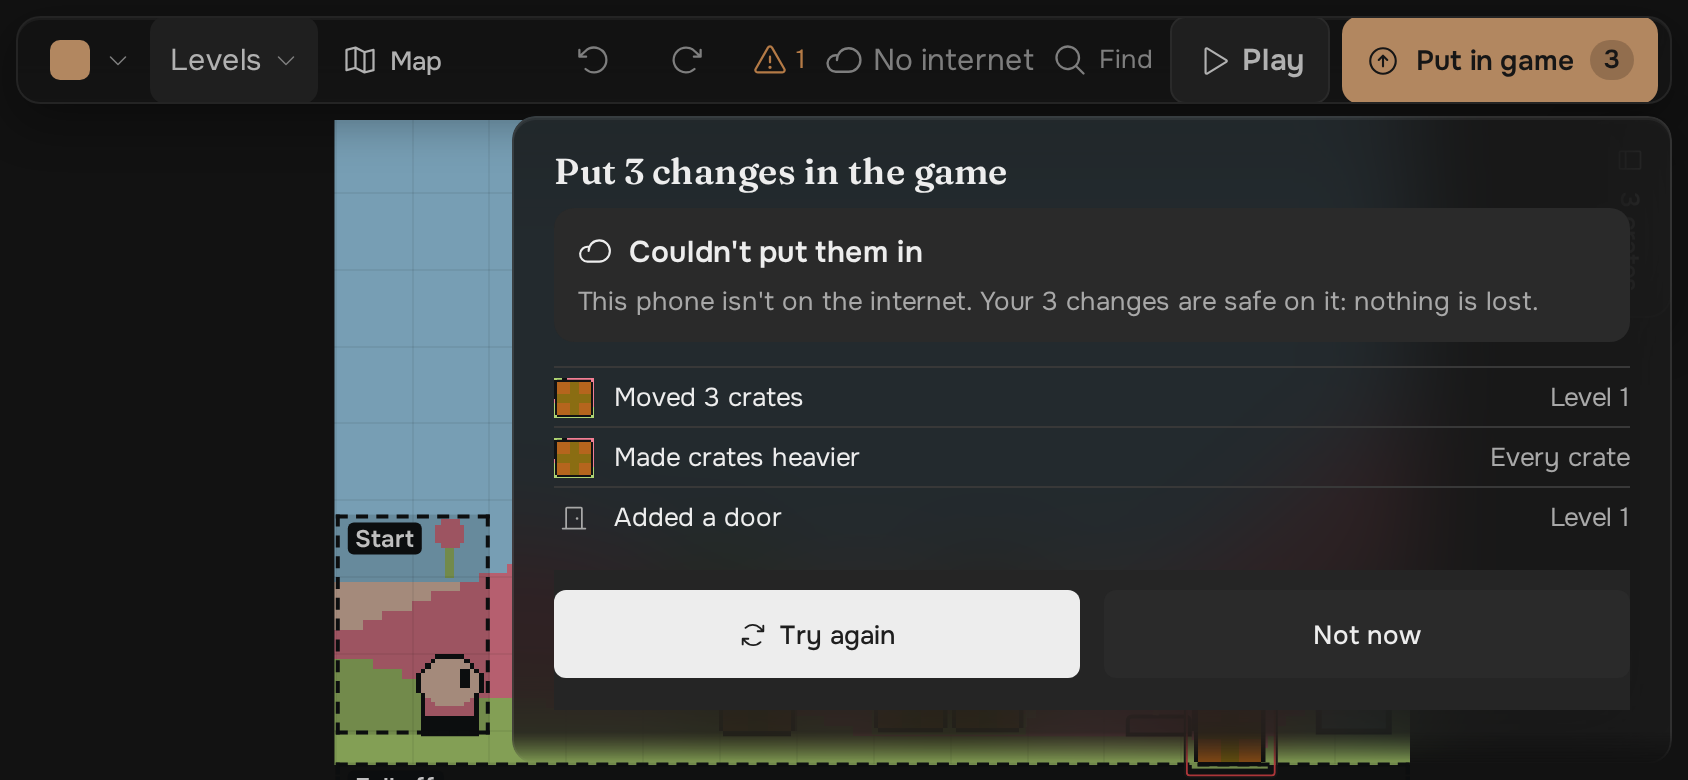 Levels
Map
1
No internet
Find
Play
Put in game
3
Put 3 changes in the game
Couldn't put them in
This phone isn't on the internet. Your 3 changes are safe on it: nothing is lost.
Moved 3 crates
Level 1
Made crates heavier
Every crate
Added a door
Level 1
Start
Try again
Not now